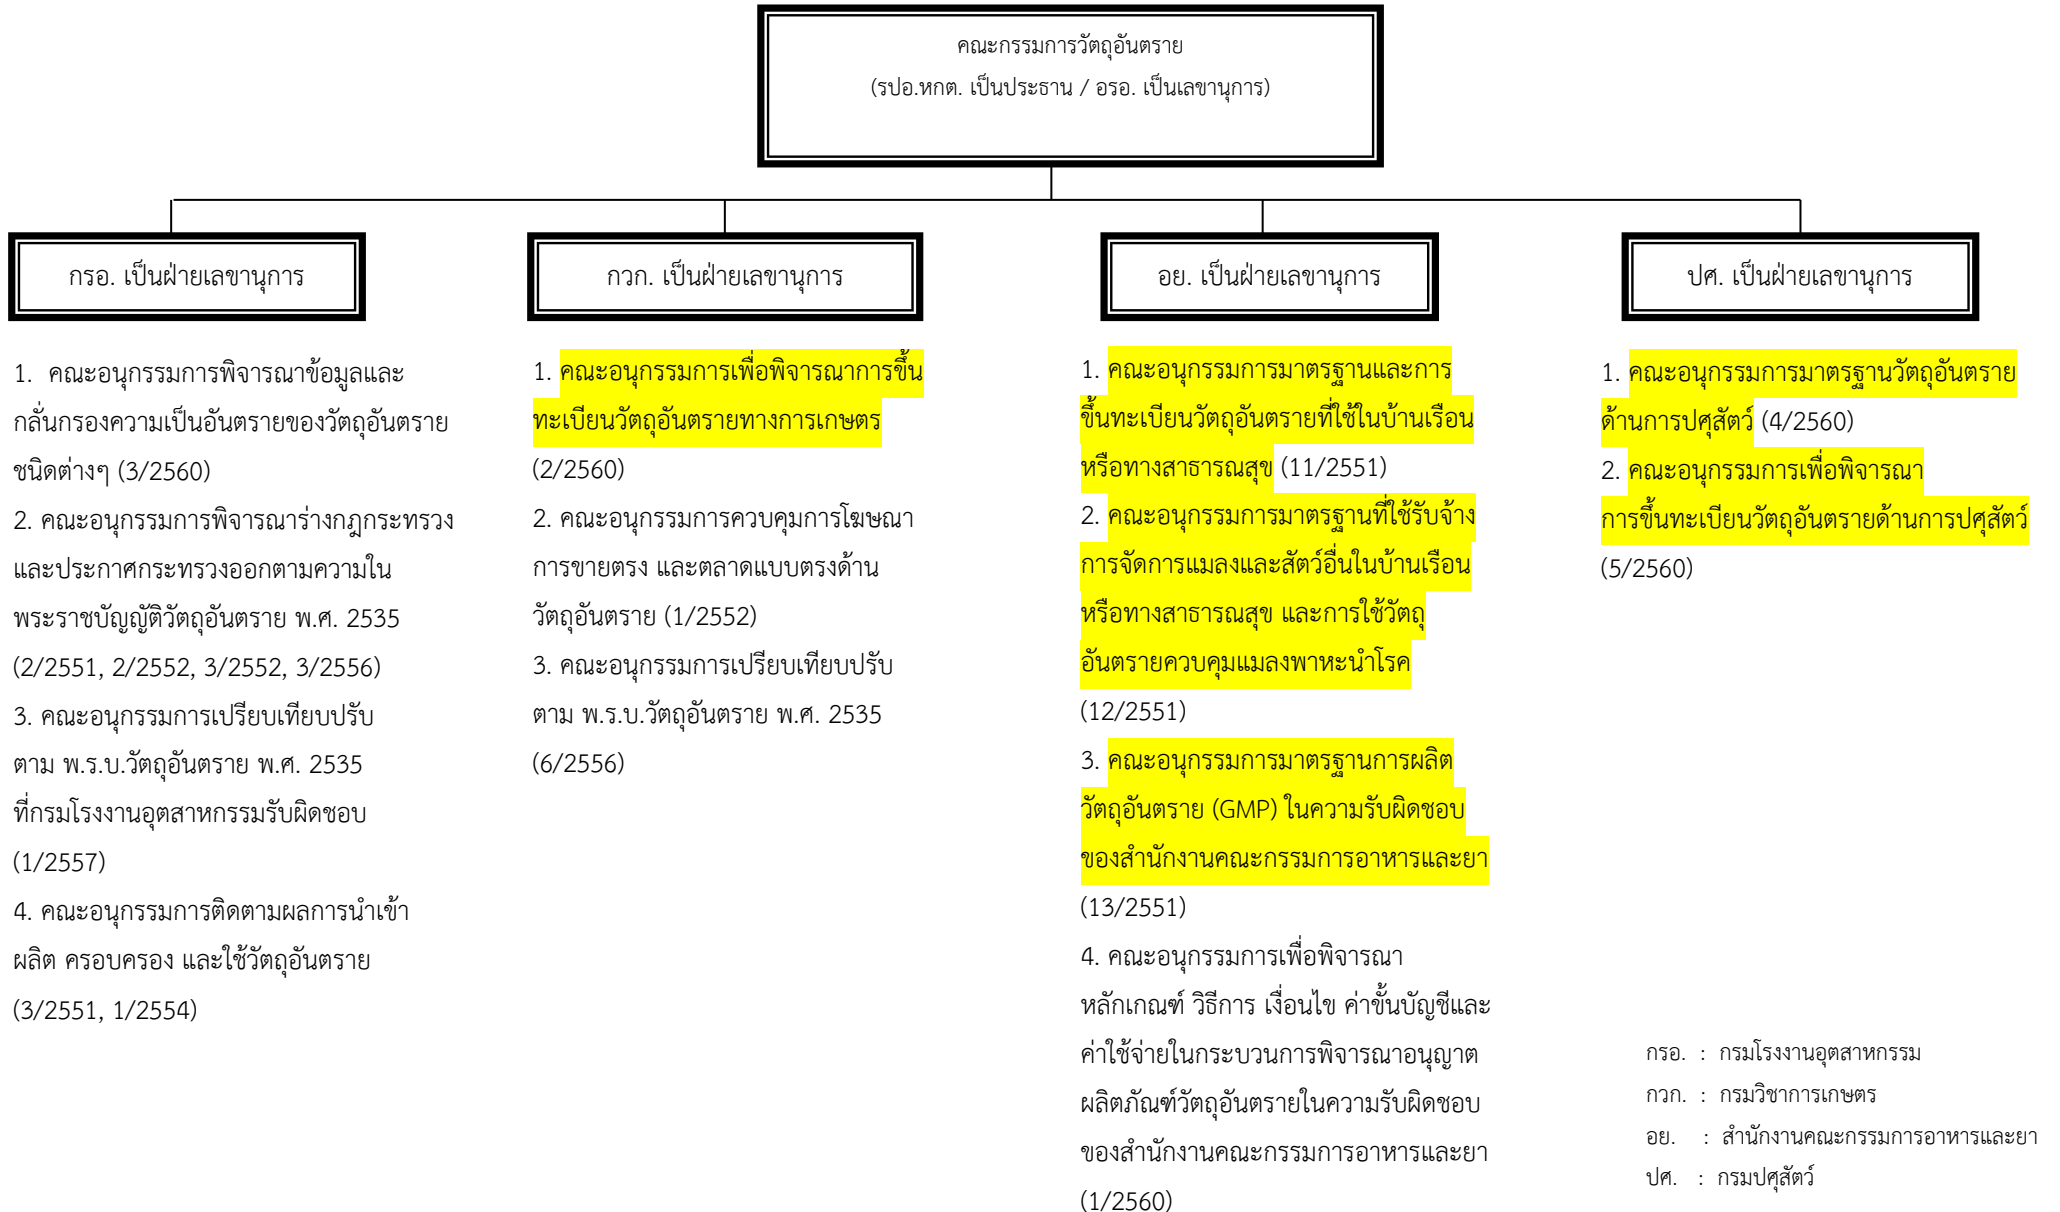 คณะกรรมการวัตถุอันตราย
(รปอ.หกต. เป็นประธาน / อรอ. เป็นเลขานุการ)
กรอ. เป็นฝ่ายเลขานุการ
1. คณะอนุกรรมการพิจารณาข้อมูลและ
กลั่นกรองความเป็นอันตรายของวัตถุอันตราย
ชนิดต่างๆ (3/2560)
2. คณะอนุกรรมการพิจารณาร่างกฎกระทรวง
และประกาศกระทรวงออกตามความใน
พระราชบัญญัติวัตถุอันตราย พ.ศ. 2535
(2/2551, 2/2552, 3/2552, 3/2556)
3. คณะอนุกรรมการเปรียบเทียบปรับ
ตาม พ.ร.บ.วัตถุอันตราย พ.ศ. 2535
ที่กรมโรงงานอุตสาหกรรมรับผิดชอบ
(1/2557)
4. คณะอนุกรรมการติดตามผลการนำเข้า
ผลิต ครอบครอง และใช้วัตถุอันตราย
(3/2551, 1/2554)
กวก. เป็นฝ่ายเลขานุการ
1. คณะอนุกรรมการเพื่อพิจารณาการขึ้น
ทะเบียนวัตถุอันตรายทางการเกษตร
(2/2560)
2. คณะอนุกรรมการควบคุมการโฆษณา
การขายตรง และตลาดแบบตรงด้าน
วัตถุอันตราย (1/2552)
3. คณะอนุกรรมการเปรียบเทียบปรับ
ตาม พ.ร.บ.วัตถุอันตราย พ.ศ. 2535
(6/2556)
อย. เป็นฝ่ายเลขานุการ
1. คณะอนุกรรมการมาตรฐานและการ
ขึ้นทะเบียนวัตถุอันตรายที่ใช้ในบ้านเรือน
หรือทางสาธารณสุข (11/2551)
2. คณะอนุกรรมการมาตรฐานที่ใช้รับจ้าง
การจัดการแมลงและสัตว์อื่นในบ้านเรือน
หรือทางสาธารณสุข และการใช้วัตถุ
อันตรายควบคุมแมลงพาหะนำโรค
(12/2551)
3. คณะอนุกรรมการมาตรฐานการผลิต
วัตถุอันตราย (GMP) ในความรับผิดชอบ
ของสำนักงานคณะกรรมการอาหารและยา
(13/2551)
4. คณะอนุกรรมการเพื่อพิจารณา
หลักเกณฑ์ วิธีการ เงื่อนไข ค่าขั้นบัญชีและ
ค่าใช้จ่ายในกระบวนการพิจารณาอนุญาต
ผลิตภัณฑ์วัตถุอันตรายในความรับผิดชอบ
ของสำนักงานคณะกรรมการอาหารและยา
(1/2560)
ปศ. เป็นฝ่ายเลขานุการ
1. คณะอนุกรรมการมาตรฐานวัตถุอันตราย
ด้านการปศุสัตว์ (4/2560)
2. คณะอนุกรรมการเพื่อพิจารณา
การขึ้นทะเบียนวัตถุอันตรายด้านการปศุสัตว์
(5/2560)
กรอ. : กรมโรงงานอุตสาหกรรม
กวก. : กรมวิชาการเกษตร
อย. : สำนักงานคณะกรรมการอาหารและยา
ปศ. : กรมปศุสัตว์